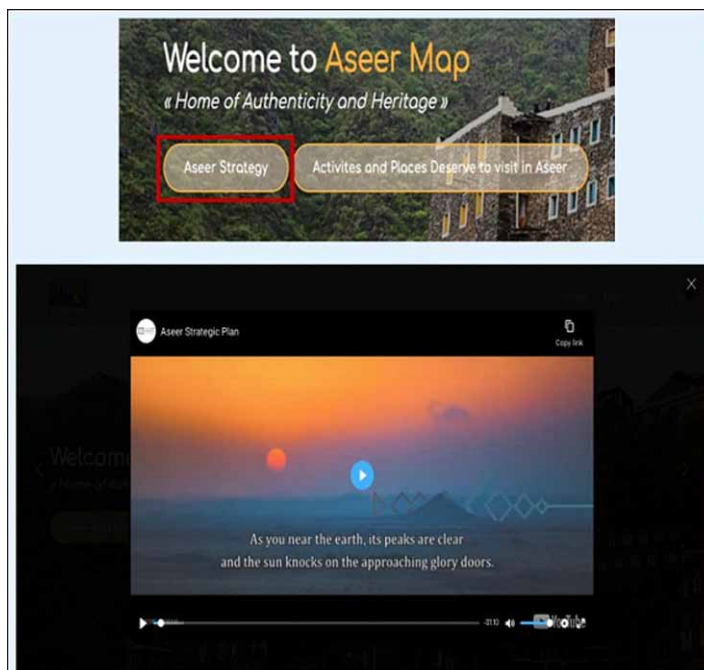 Welcome to Aseer Map
« Home of Authenticity and Heritage »
Aseer Strategy
Activites and Places Deserve to visit in Aseer
Aseer Strategic Plan
Copy link
Welcom
As you near the earth, its peaks are clear
and the sun knocks on the approaching glory doors.
YouTube